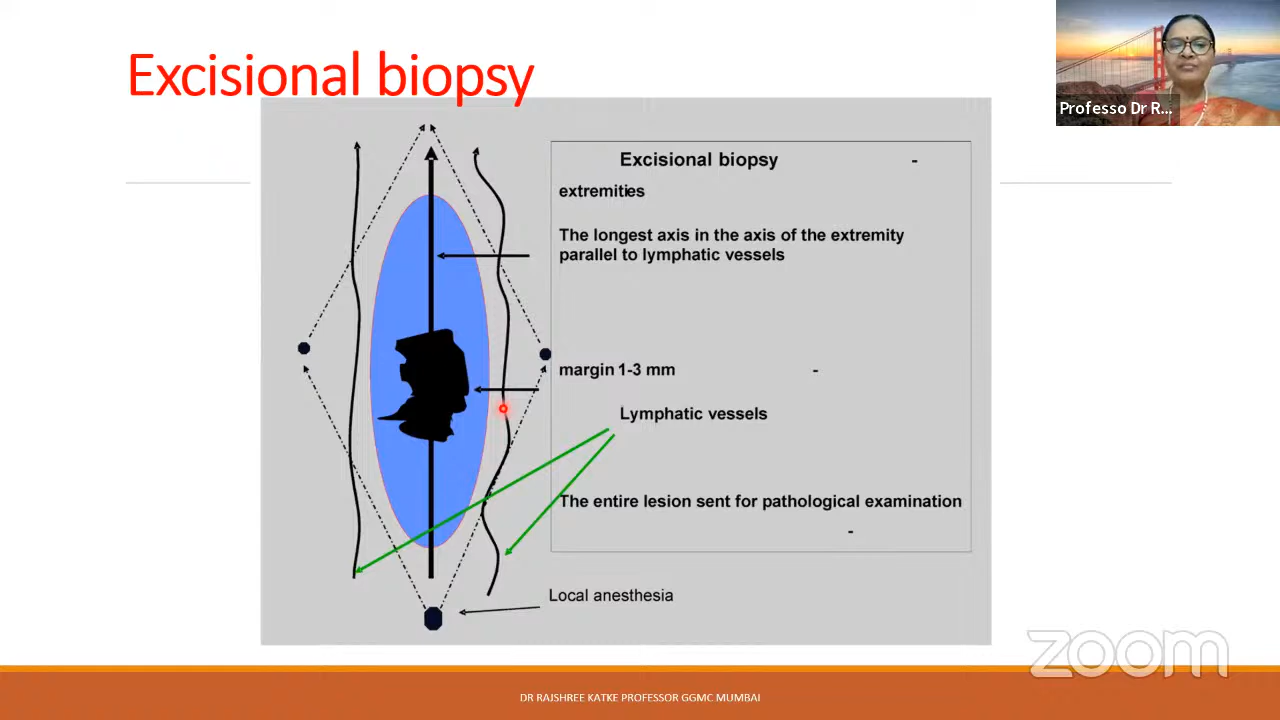 Excisional biopsy
Professo Dr R...
Excisional biopsy -
extremities
The longest axis in the axis of the extremity
parallel to lymphatic vessels
margin 1-3 mm -
Lymphatic vessels
The entire lesion sent for pathological examination
-
Local anesthesia
zoom
DR RAJSHREE KATKE PROFESSOR GGMC MUMBAI